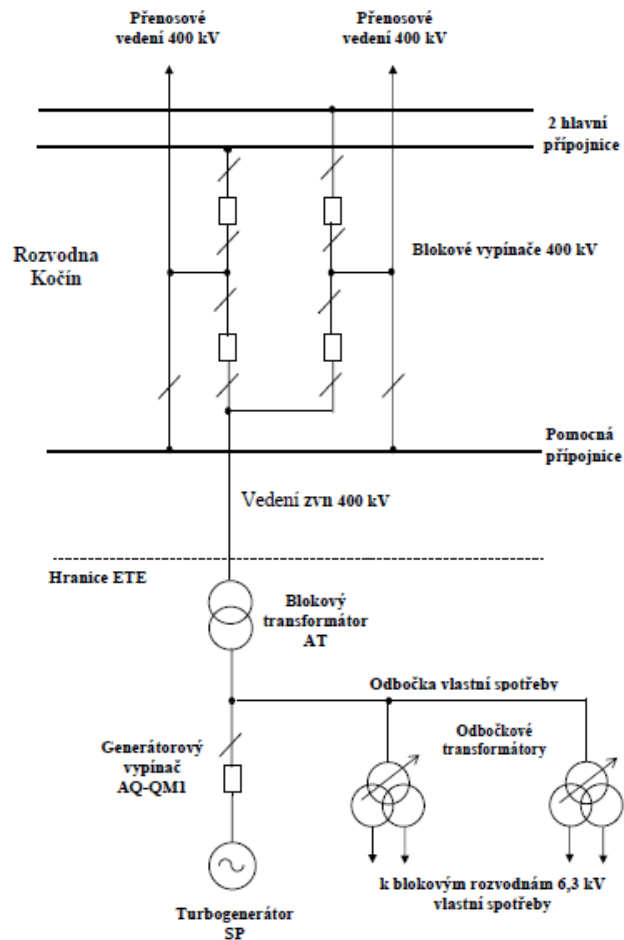 Přenosové
vedení 400 kV
Přenosové
vedení 400 kV
2 hlavní
přípojnice
Rozvodna
Kočín
Blokové vypínače 400 kV
Pomocná
přípojnice
Vedení zvn 400 kV
Hranice ETE
Blokový
transformátor
AT
Odbočka vlastní spotřeby
Odbočkové
transformátory
Generátorový
vypínač
AQ-QM1
k blokovým rozvodnám 6,3 kV
vlastní spotřeby
Turbogenerátor
SP